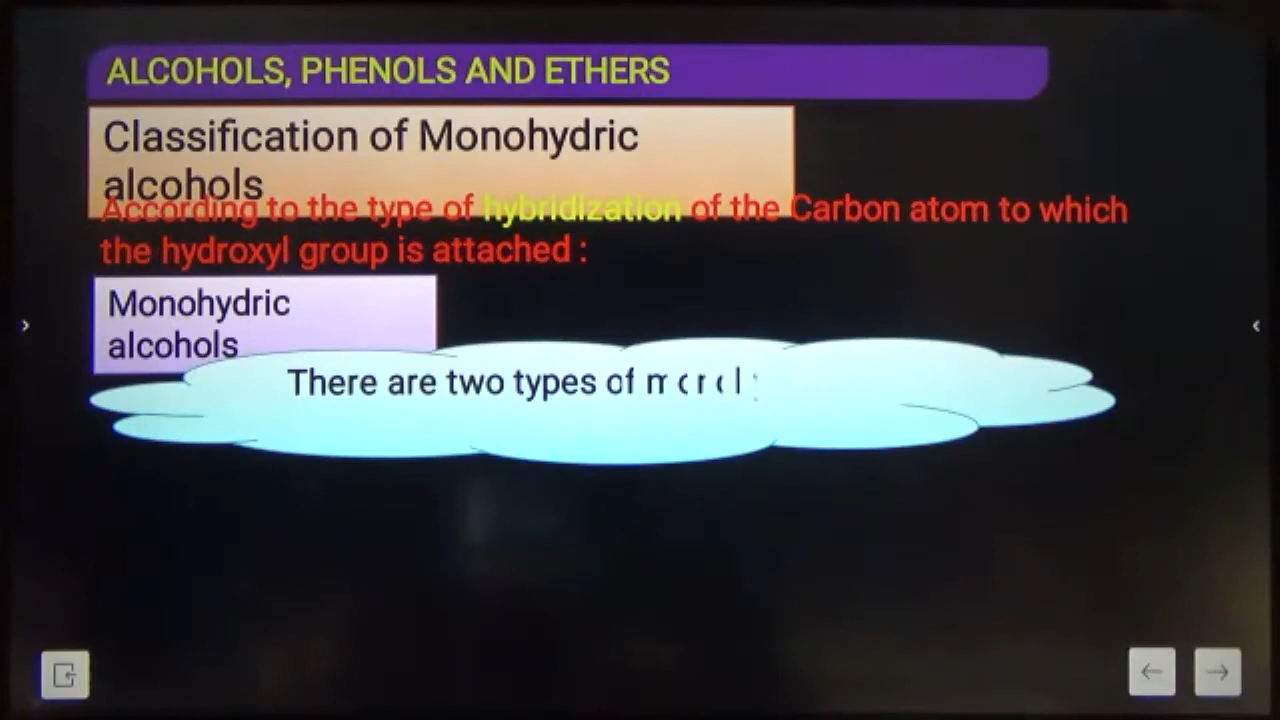 ALCOHOLS, PHENOLS AND ETHERS
Classification of Monohydric
alcohols
According to the type of hybridization of the Carbon atom to which
the hydroxyl group is attached :
Monohydric
alcohols
There are two types of